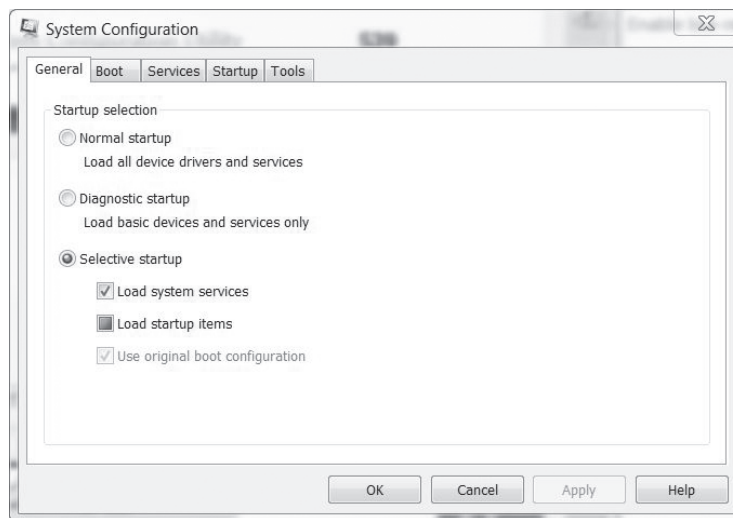 System Configuration
General Boot Services Startup Tools
Startup selection
Normal startup
Load all device drivers and services
Diagnostic startup
Load basic devices and services only
Selective startup
Load system services
Load startup items
Use original boot configuration
OK Cancel Apply Help